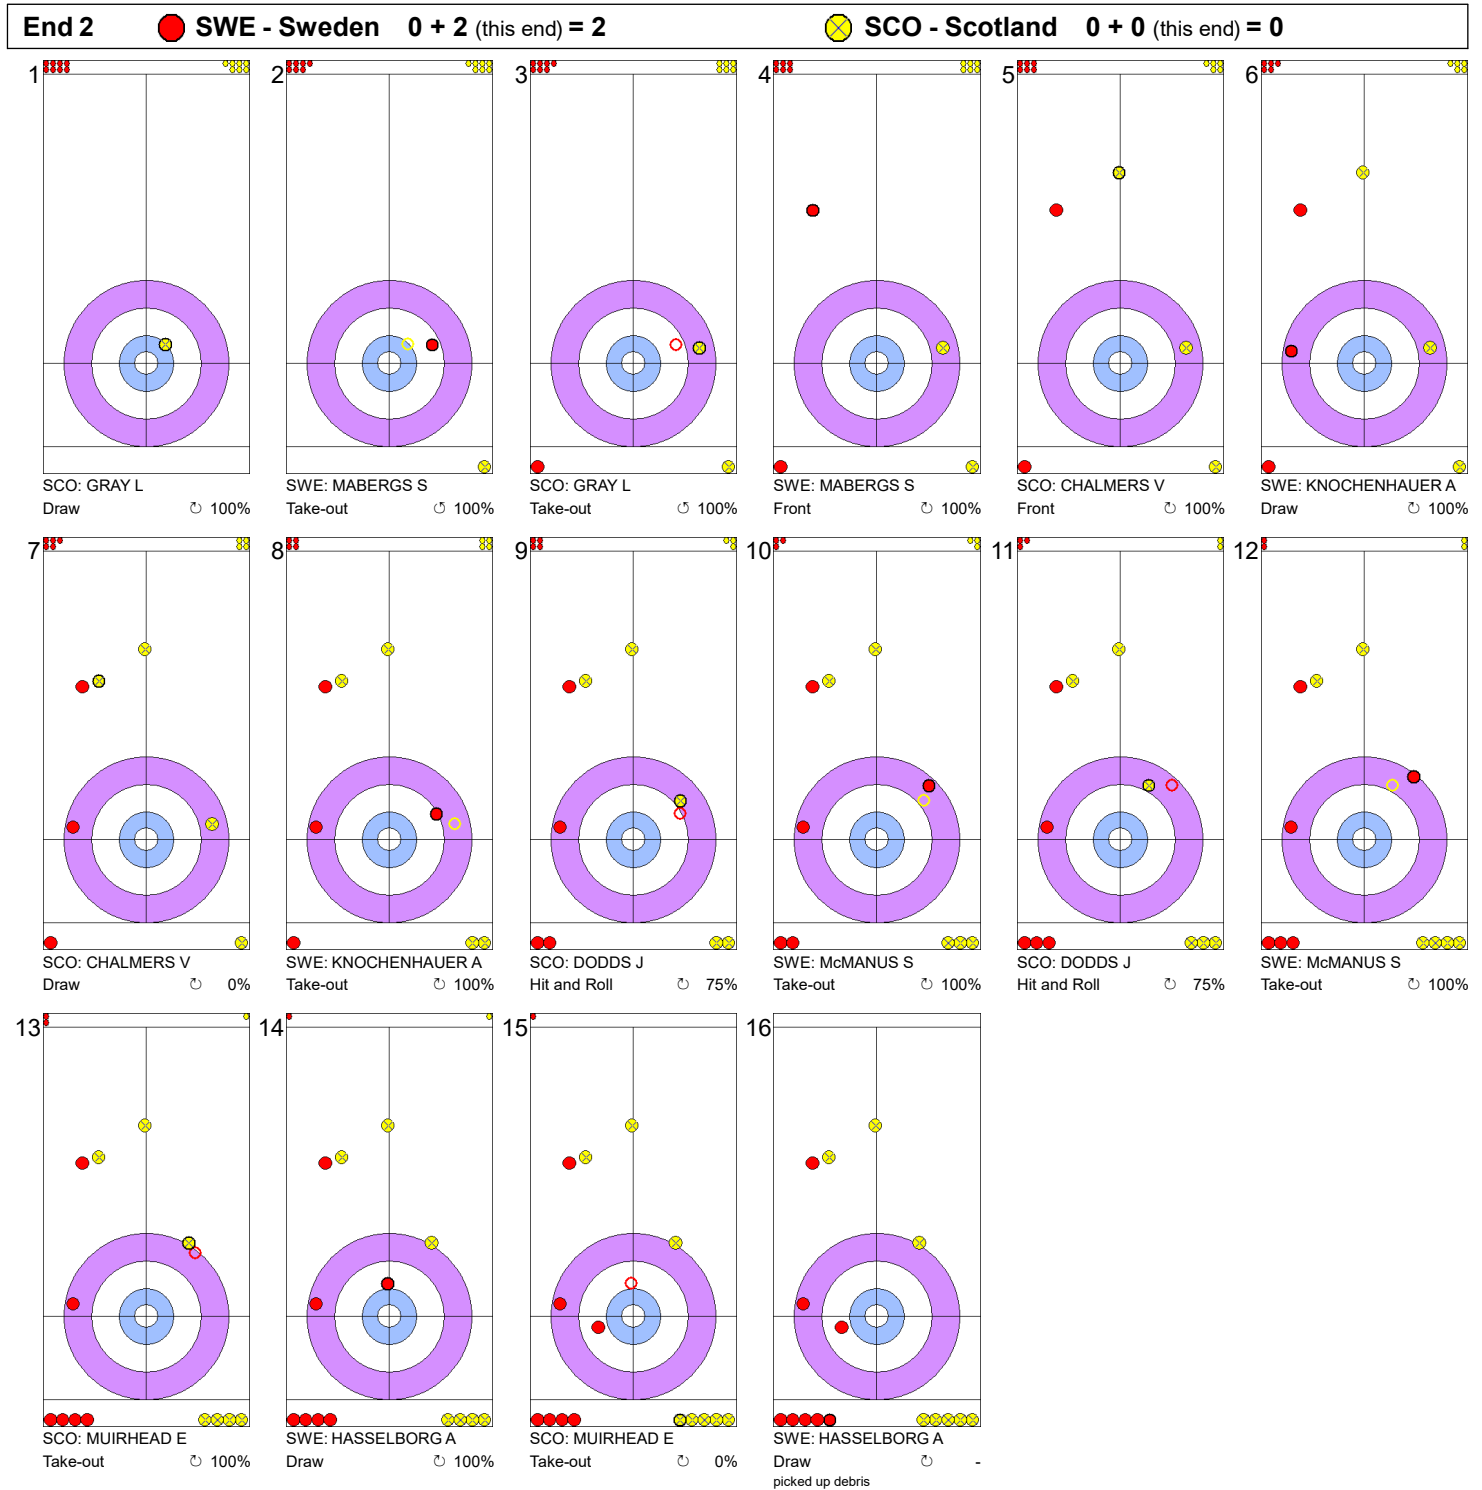 End 2 SWE - Sweden 0 + 2 (this end) = 2 SCO - Scotland 0 + 0 (this end) = 0
1 2 3 4 5 6
SCO: GRAY L SWE: MABERGS S SCO: GRAY L SWE: MABERGS S SCO: CHALMERS V SWE: KNOCHENHAUER A
Draw ↻ 100% Take-out ↺ 100% Take-out ↺ 100% Front ↻ 100% Front ↻ 100% Draw ↻ 100%
7 8 9 10 11 12
SCO: CHALMERS V SWE: KNOCHENHAUER A SCO: DODDS J SWE: McMANUS S SCO: DODDS J SWE: McMANUS S
Draw ↻ 0% Take-out ↻ 100% Hit and Roll ↻ 75% Take-out ↻ 100% Hit and Roll ↻ 75% Take-out ↻ 100%
13 14 15 16
SCO: MUIRHEAD E SWE: HASSELBORG A SCO: MUIRHEAD E SWE: HASSELBORG A
Take-out ↻ 100% Draw ↻ 100% Take-out ↻ 0% Draw ↻ -
picked up debris